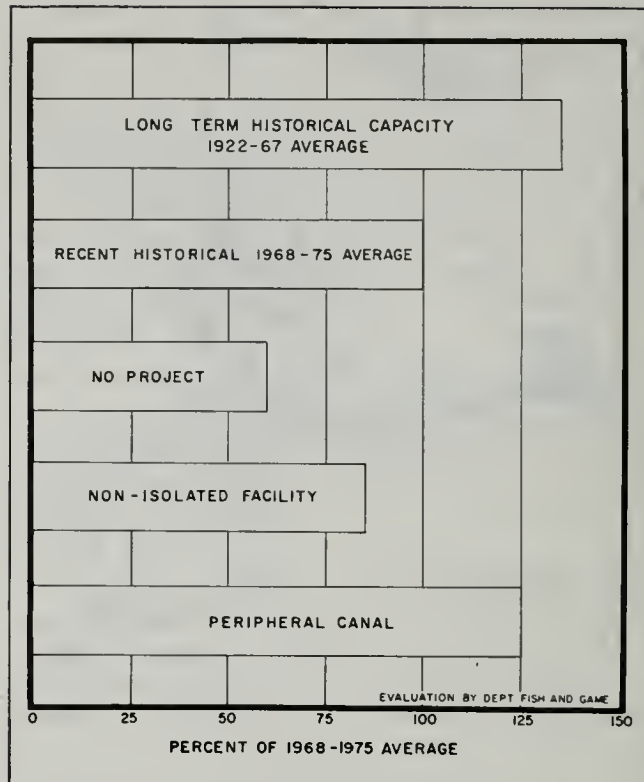 LONG TERM HISTORICAL CAPACITY
1922-67 AVERAGE
RECENT HISTORICAL 1968-75 AVERAGE
NO PROJECT
NON-ISOLATED FACILITY
PERIPHERAL CANAL
EVALUATION BY DEPT FISH AND GAME
0 25 50 75 100 125 150
PERCENT OF 1968-1975 AVERAGE